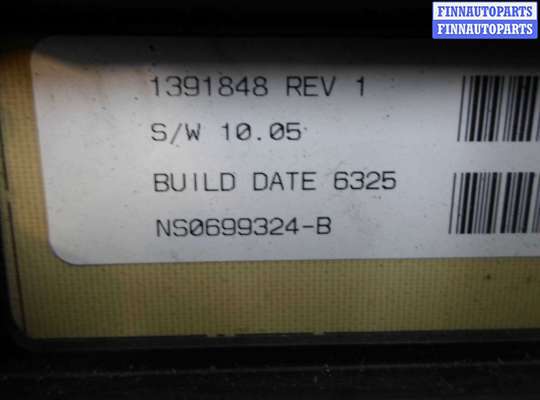 FINNAUTOPARTS
FINNAUTOPARTS
1391848 REV 1
S/W 10.05
BUILD DATE 6325
NS0699324-B